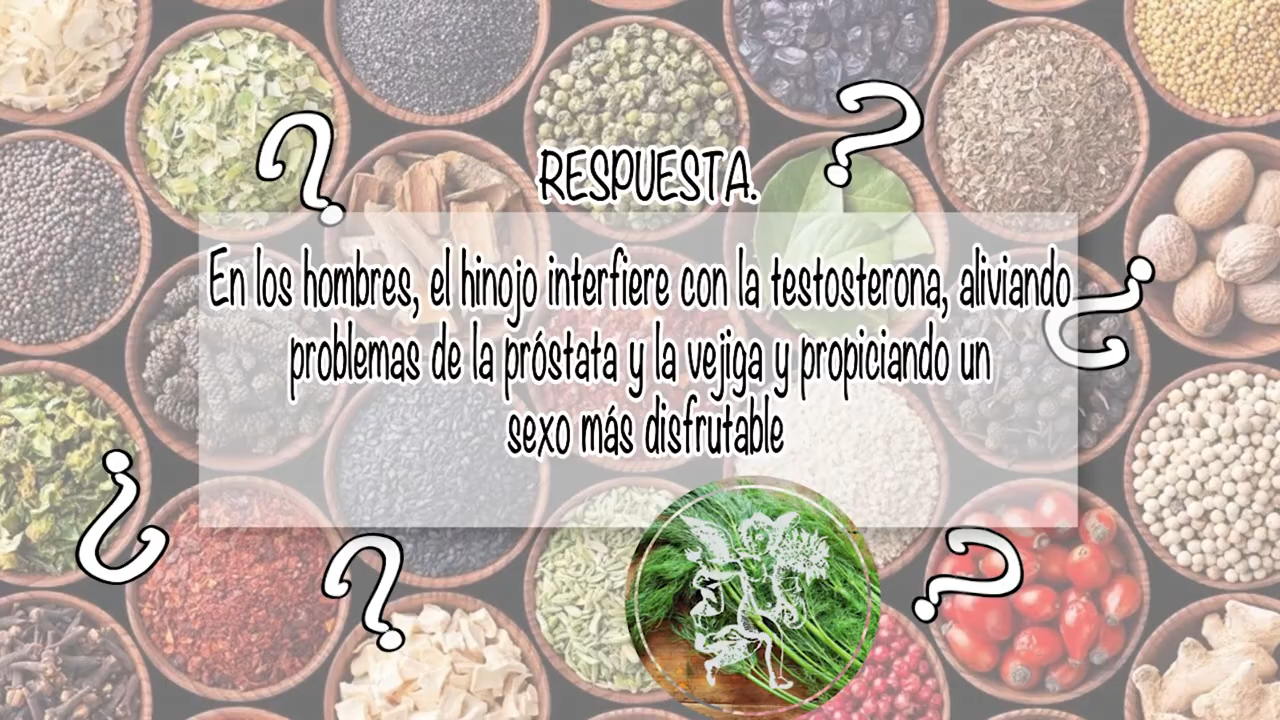 RESPUESTA.
En los hombres, el hinojo interfiere con la testosterona, aliviando
problemas de la próstata y la vejiga y propiciando un
sexo más disfrutable